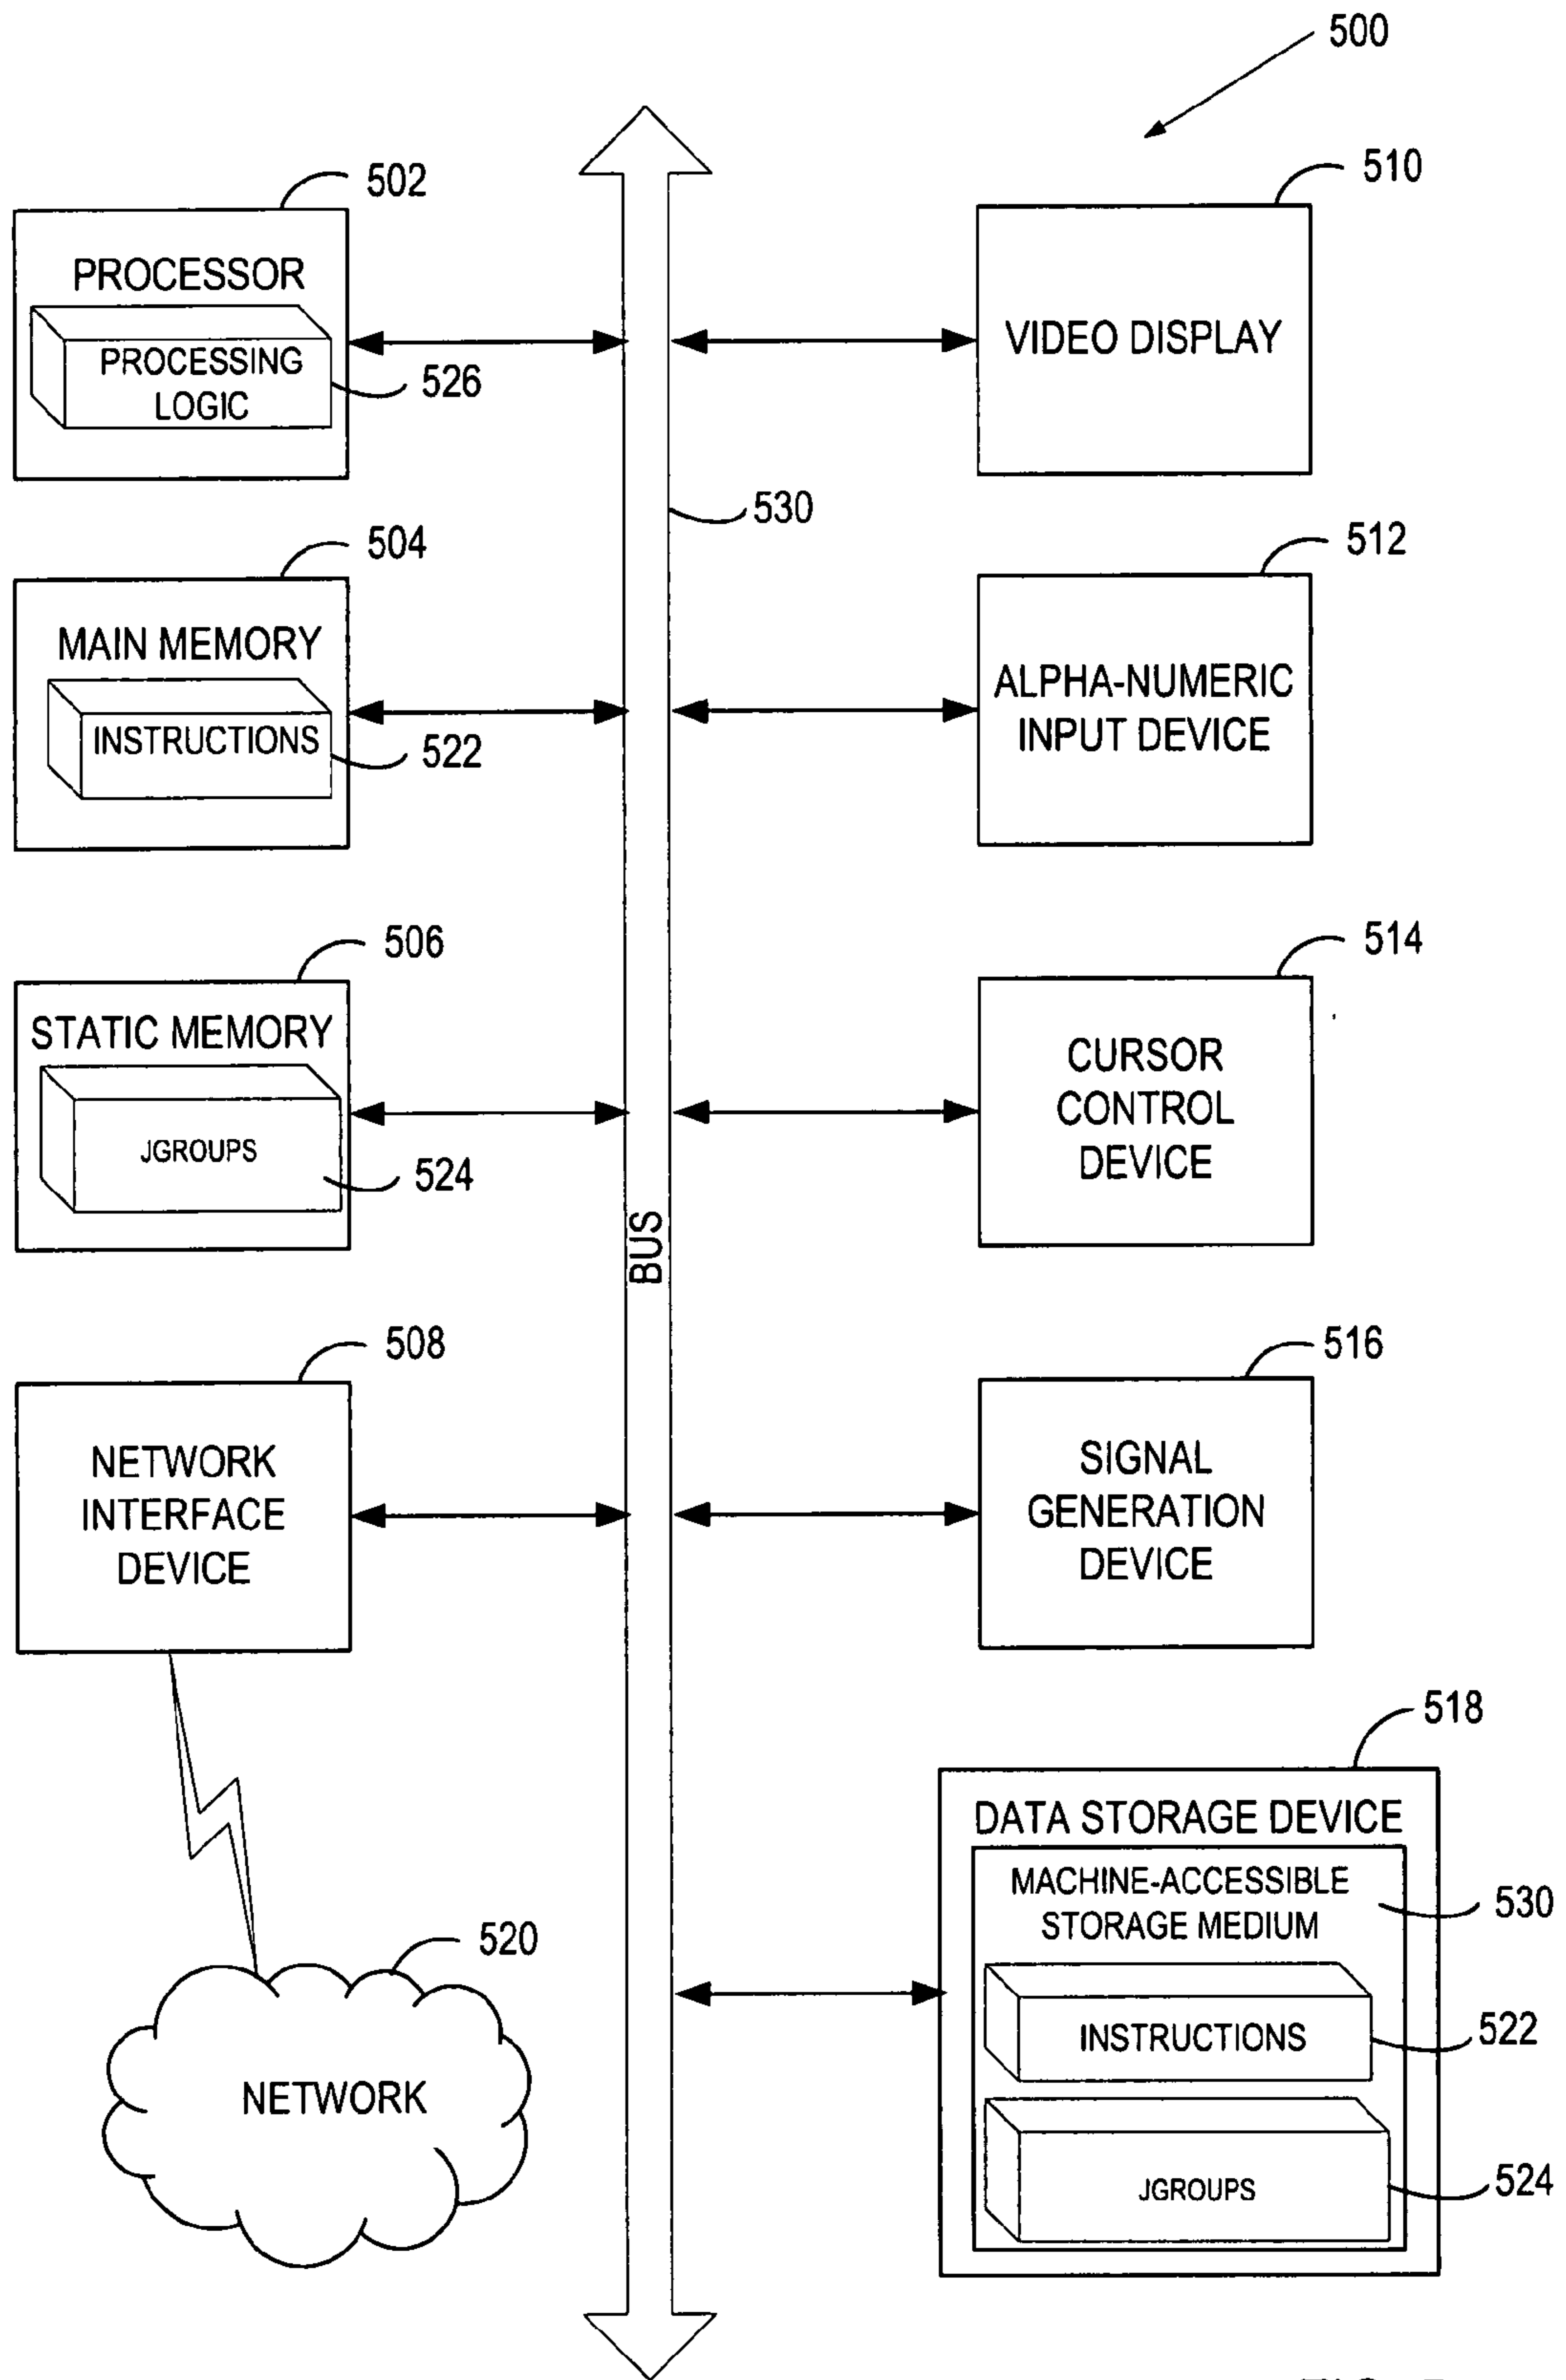 500
502
PROCESSOR
PROCESSING
LOGIC
526
510
VIDEO DISPLAY
530
504
MAIN MEMORY
INSTRUCTIONS
522
512
ALPHA-NUMERIC
INPUT DEVICE
506
STATIC MEMORY
JGROUPS
524
514
CURSOR
CONTROL
DEVICE
BUS
508
NETWORK
INTERFACE
DEVICE
516
SIGNAL
GENERATION
DEVICE
518
DATA STORAGE DEVICE
MACHINE-ACCESSIBLE
STORAGE MEDIUM
530
INSTRUCTIONS
522
JGROUPS
524
520
NETWORK